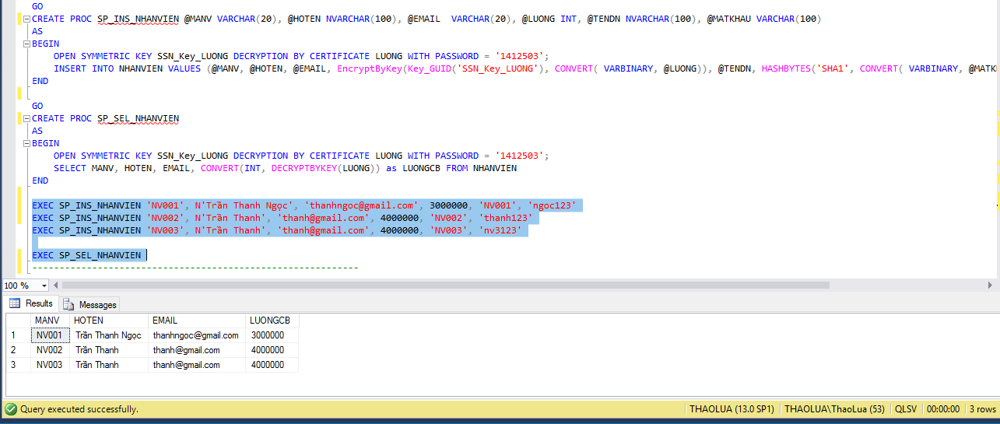 GO
CREATE PROC SP_INS_NHANVIEN @MANV VARCHAR(20), @HOTEN NVARCHAR(100), @EMAIL  VARCHAR(20), @LUONG INT, @TENDN NVARCHAR(100), @MATKHAU VARCHAR(100)
AS
BEGIN
OPEN SYMMETRIC KEY SSN_Key_LUONG DECRYPTION BY CERTIFICATE LUONG WITH PASSWORD = '1412503';
INSERT INTO NHANVIEN VALUES (@MANV, @HOTEN, @EMAIL, EncryptByKey(Key_GUID('SSN_Key_LUONG'), CONVERT( VARBINARY, @LUONG)), @TENDN, HASHBYTES('SHA1', CONVERT( VARBINARY, @MATK
END
GO
CREATE PROC SP_SEL_NHANVIEN
AS
BEGIN
OPEN SYMMETRIC KEY SSN_Key_LUONG DECRYPTION BY CERTIFICATE LUONG WITH PASSWORD = '1412503';
SELECT MANV, HOTEN, EMAIL, CONVERT(INT, DECRYPTBYKEY(LUONG)) as LUONGCB FROM NHANVIEN
END
EXEC SP_INS_NHANVIEN 'NV001', N'Trần Thanh Ngọc', 'thanhngoc@gmail.com', 3000000, 'NV001', 'ngoc123'
EXEC SP_INS_NHANVIEN 'NV002', N'Trần Thanh', 'thanh@gmail.com', 4000000, 'NV002', 'thanh123'
EXEC SP_INS_NHANVIEN 'NV003', N'Trần Thanh', 'thanh@gmail.com', 4000000, 'NV003', 'nv3123'
EXEC SP_SEL_NHANVIEN
------------------------------------------------------------
100 %
Results Messages
MANV HOTEN EMAIL LUONGCB
1 NV001 Trần Thanh Ngọc thanhngoc@gmail.com 3000000
2 NV002 Trần Thanh thanh@gmail.com 4000000
3 NV003 Trần Thanh thanh@gmail.com 4000000
Query executed successfully. THAOLUA (13.0 SP1) THAOLUA\ThaoLua (53) QLSV 00:00:00 3 rows